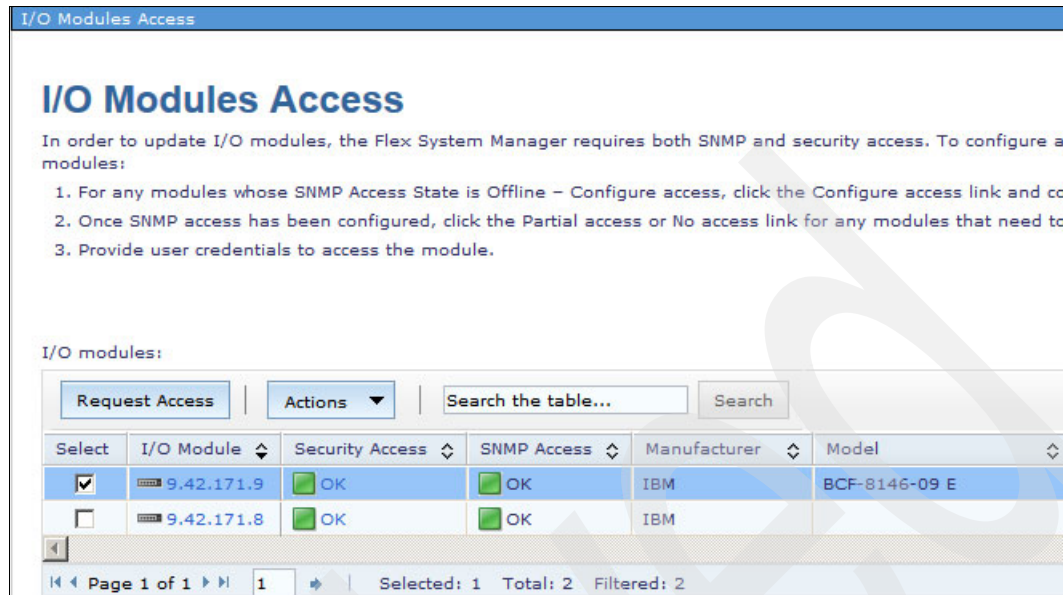 I/O Modules Access
I/O Modules Access
In order to update I/O modules, the Flex System Manager requires both SNMP and security access. To configure a
modules:
1. For any modules whose SNMP Access State is Offline – Configure access, click the Configure access link and co
2. Once SNMP access has been configured, click the Partial access or No access link for any modules that need to
3. Provide user credentials to access the module.
I/O modules:
Request Access Actions Search the table... Search
Select I/O Module Security Access SNMP Access Manufacturer Model
9.42.171.9 OK OK IBM BCF-8146-09 E
9.42.171.8 OK OK IBM
Page 1 of 1 1 Selected: 1 Total: 2 Filtered: 2